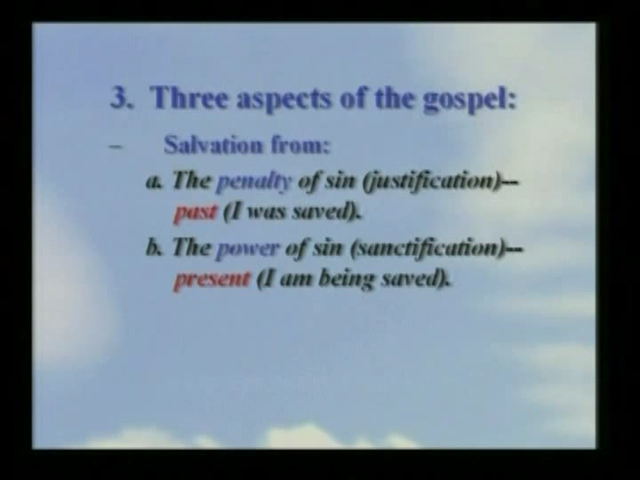 3. Three aspects of the gospel:
– Salvation from:
a. The penalty of sin (justification)--
past (I was saved).
b. The power of sin (sanctification)--
present (I am being saved).